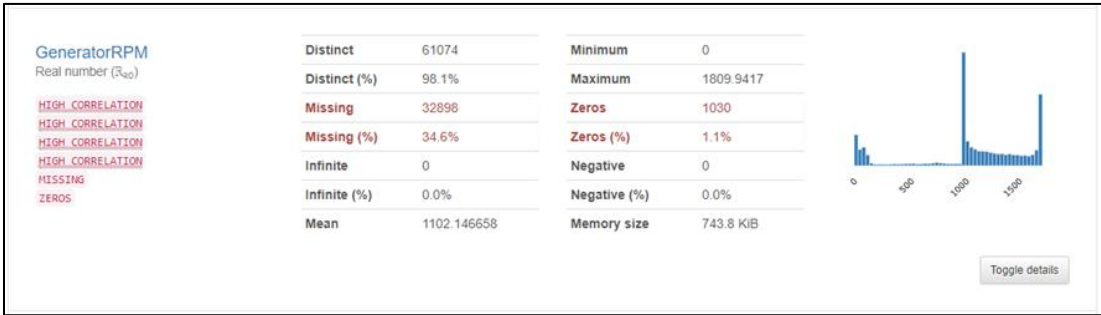 GeneratorRPM
Real number (ℝ≥0)
HIGH CORRELATION
HIGH CORRELATION
HIGH CORRELATION
HIGH CORRELATION
MISSING
ZEROS
Distinct 61074
Distinct (%) 98.1%
Missing 32898
Missing (%) 34.6%
Infinite 0
Infinite (%) 0.0%
Mean 1102.146658
Minimum 0
Maximum 1809.9417
Zeros 1030
Zeros (%) 1.1%
Negative 0
Negative (%) 0.0%
Memory size 743.8 KiB
0 500 1000 1500
Toggle details